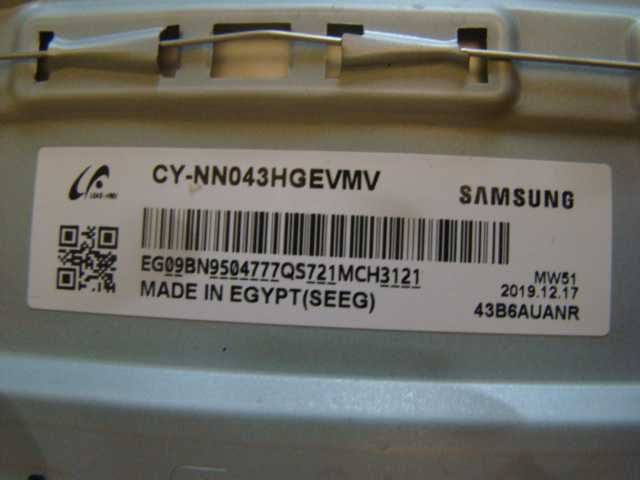 CY-NN043HGEVMV
SAMSUNG
EG09BN9504777QS721MCH3121
MADE IN EGYPT(SEEG)
MW51
2019.12.17
43B6AUANR